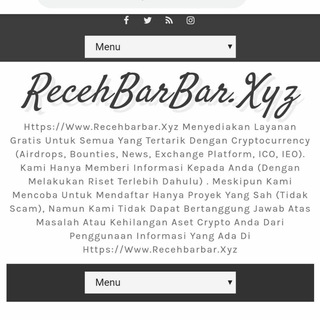 Menu
RecehBarBar.Xyz
Https://Www.Recehbarbar.Xyz Menyediakan Layanan
Gratis Untuk Semua Yang Tertarik Dengan Cryptocurrency
(Airdrops, Bounties, News, Exchange Platform, ICO, IEO).
Kami Hanya Memberi Informasi Kepada Anda (Dengan
Melakukan Riset Terlebih Dahulu) . Meskipun Kami
Mencoba Untuk Mendaftar Hanya Proyek Yang Sah (Tidak
Scam), Namun Kami Tidak Dapat Bertanggung Jawab Atas
Masalah Atau Kehilangan Aset Crypto Anda Dari
Penggunaan Informasi Yang Ada Di
Https://Www.Recehbarbar.Xyz
Menu